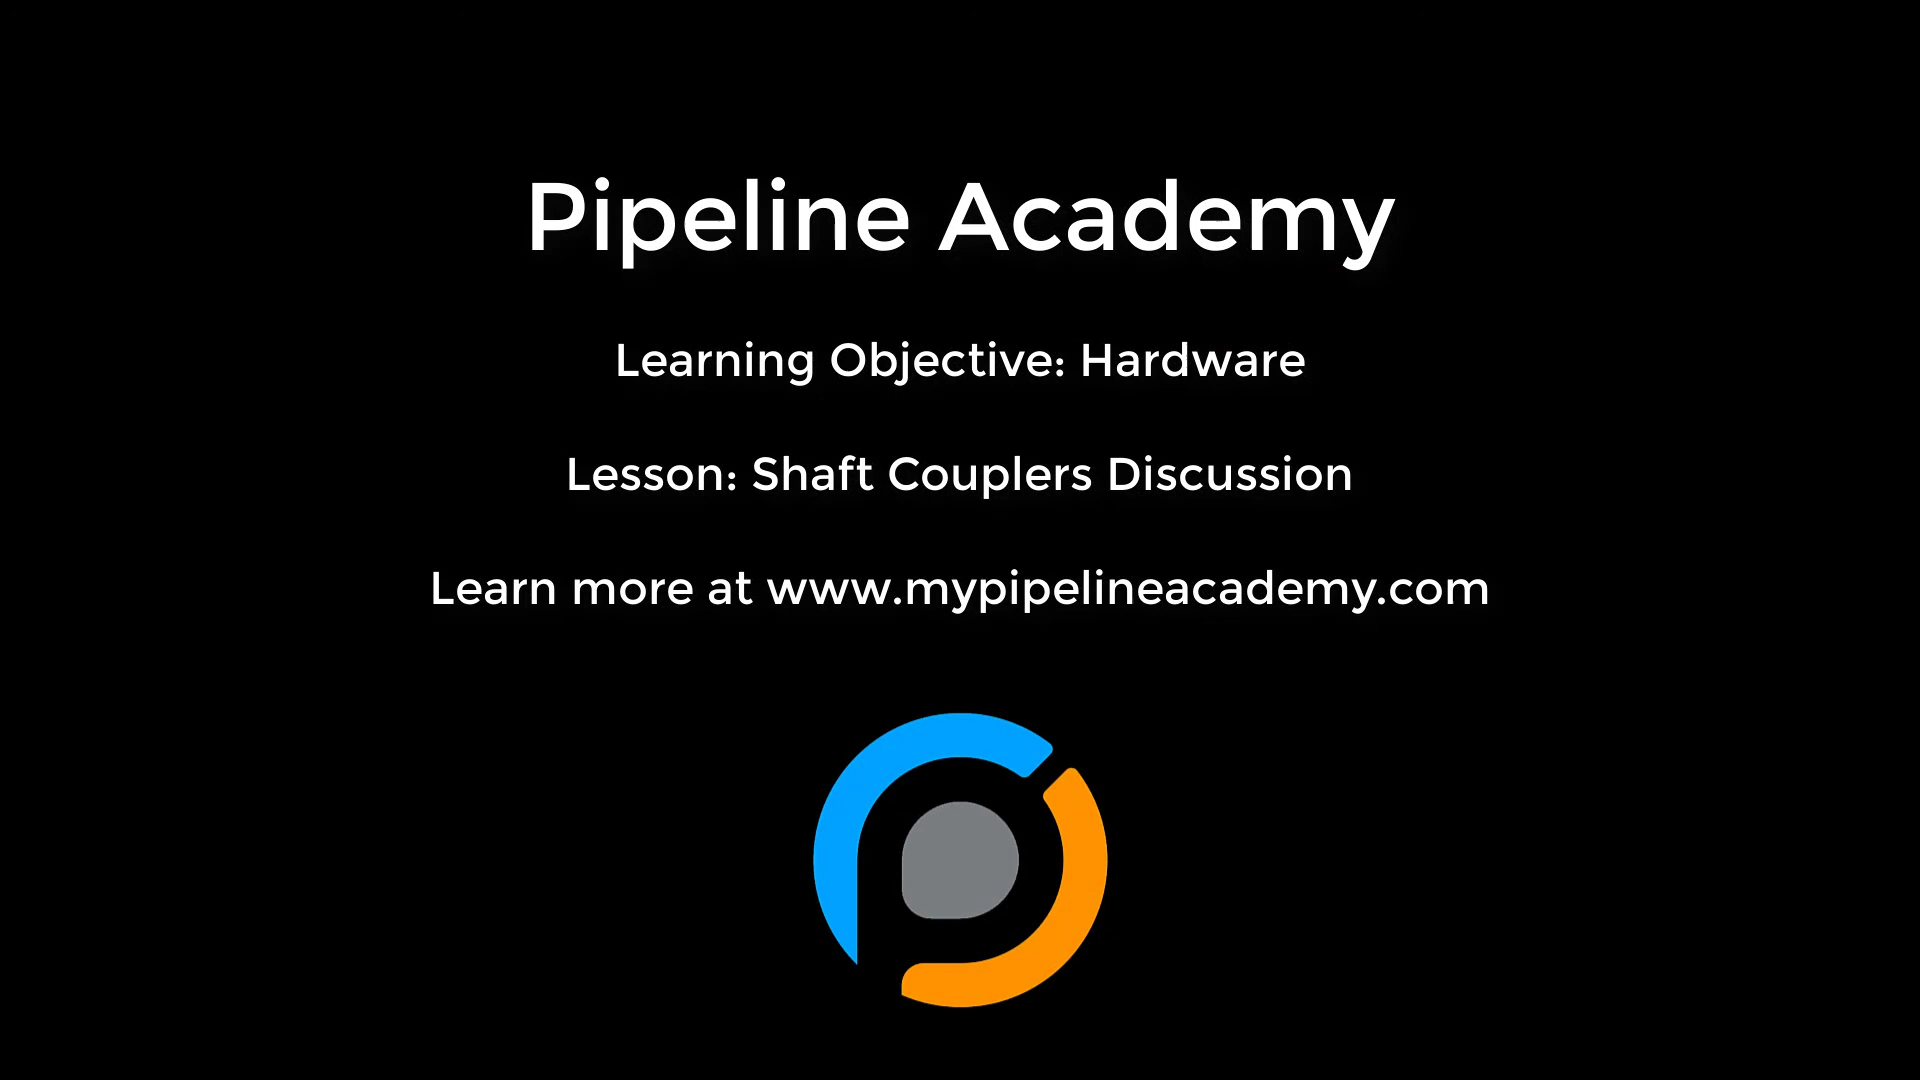 Pipeline Academy
Learning Objective: Hardware
Lesson: Shaft Couplers Discussion
Learn more at www.mypipelineacademy.com